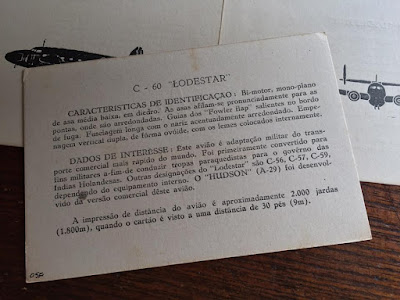 C - 60 "LODESTAR"
CARACTERISTICAS DE IDENTIFICAÇAO: Bi-motor, mono-plano
de asa média baixa, em diedro. As asas afilam-se pronunciadamente para as
pontas, onde são arredondadas. Guias dos "Fowler flap" salientes no bordo
de fuga. Fuselagem longa com o nariz acentuadamente arredondado. Empe-
nagem vertical dupla, de forma ovóide, com os lemes colocados internamente.
DADOS DE INTERESSE: Este avião é adaptação militar do trans-
porte comercial mais rapido do mundo. Foi primeiramente convertido para
fins militares a-fim-de conduzir tropas paraquedistas para o govêrno das
Indias Holandesas. Outras designações do "Lodestar" são C-56, C-57, C-59,
dependendo do equipamento interno. O "HUDSON" (A-29) foi desenvol-
vido da versão comercial dêste avião.
A impressão de distância do avião é aproximadamente 2.000 jardas
(1.800m), quando o cartão é visto a uma distância de 30 pés (9m).